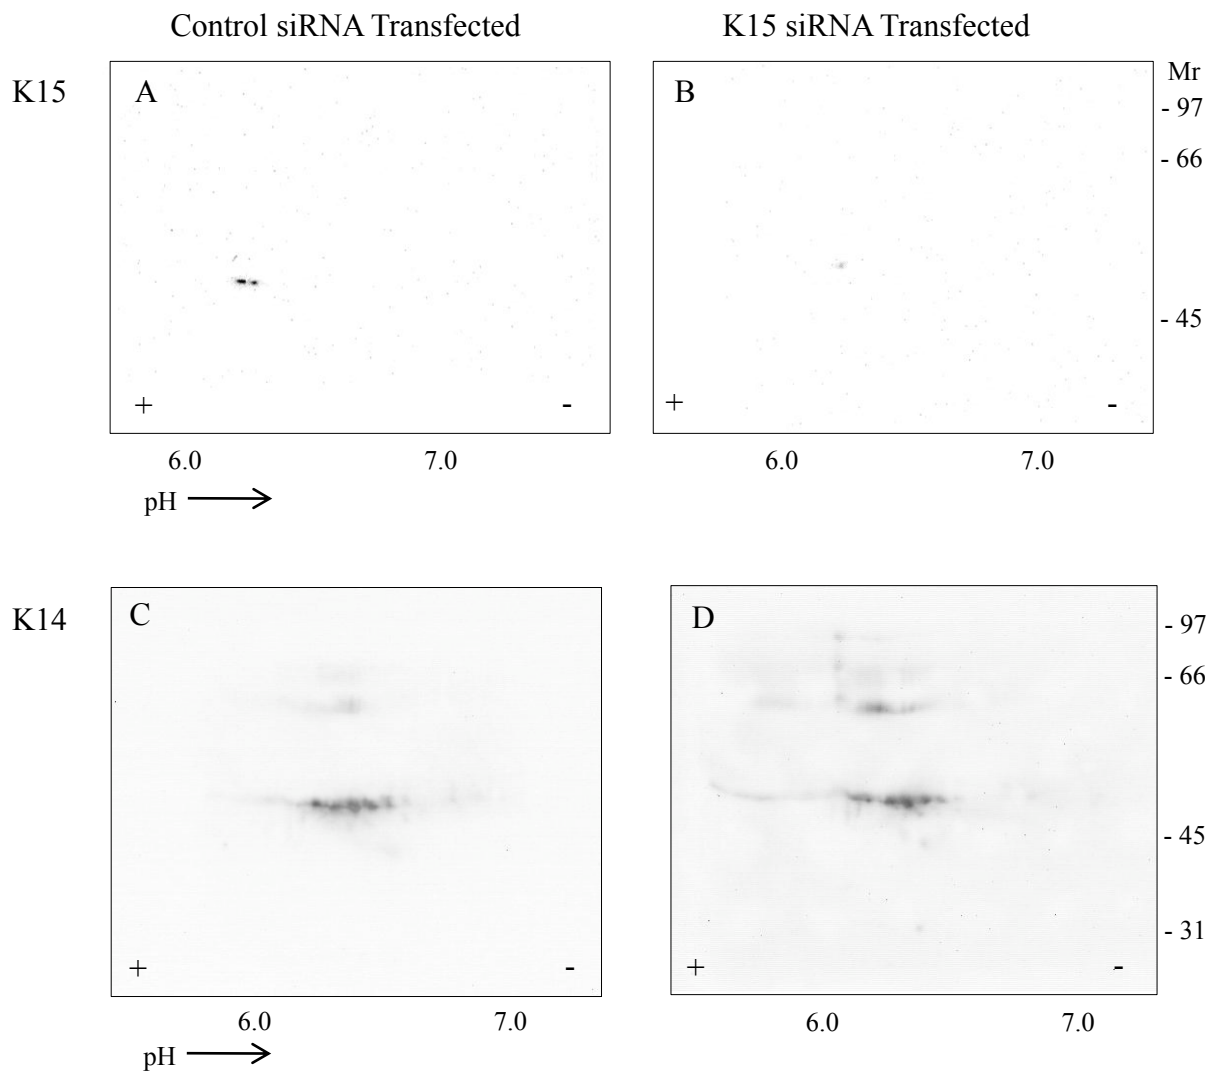 Control siRNA Transfected
K15 siRNA Transfected
K15
A
B
Mr
- 97
- 66
- 45
+
-
+
-
6.0
7.0
6.0
7.0
pH
K14
C
D
- 97
- 66
- 45
- 31
+
-
+
-
6.0
7.0
6.0
7.0
pH